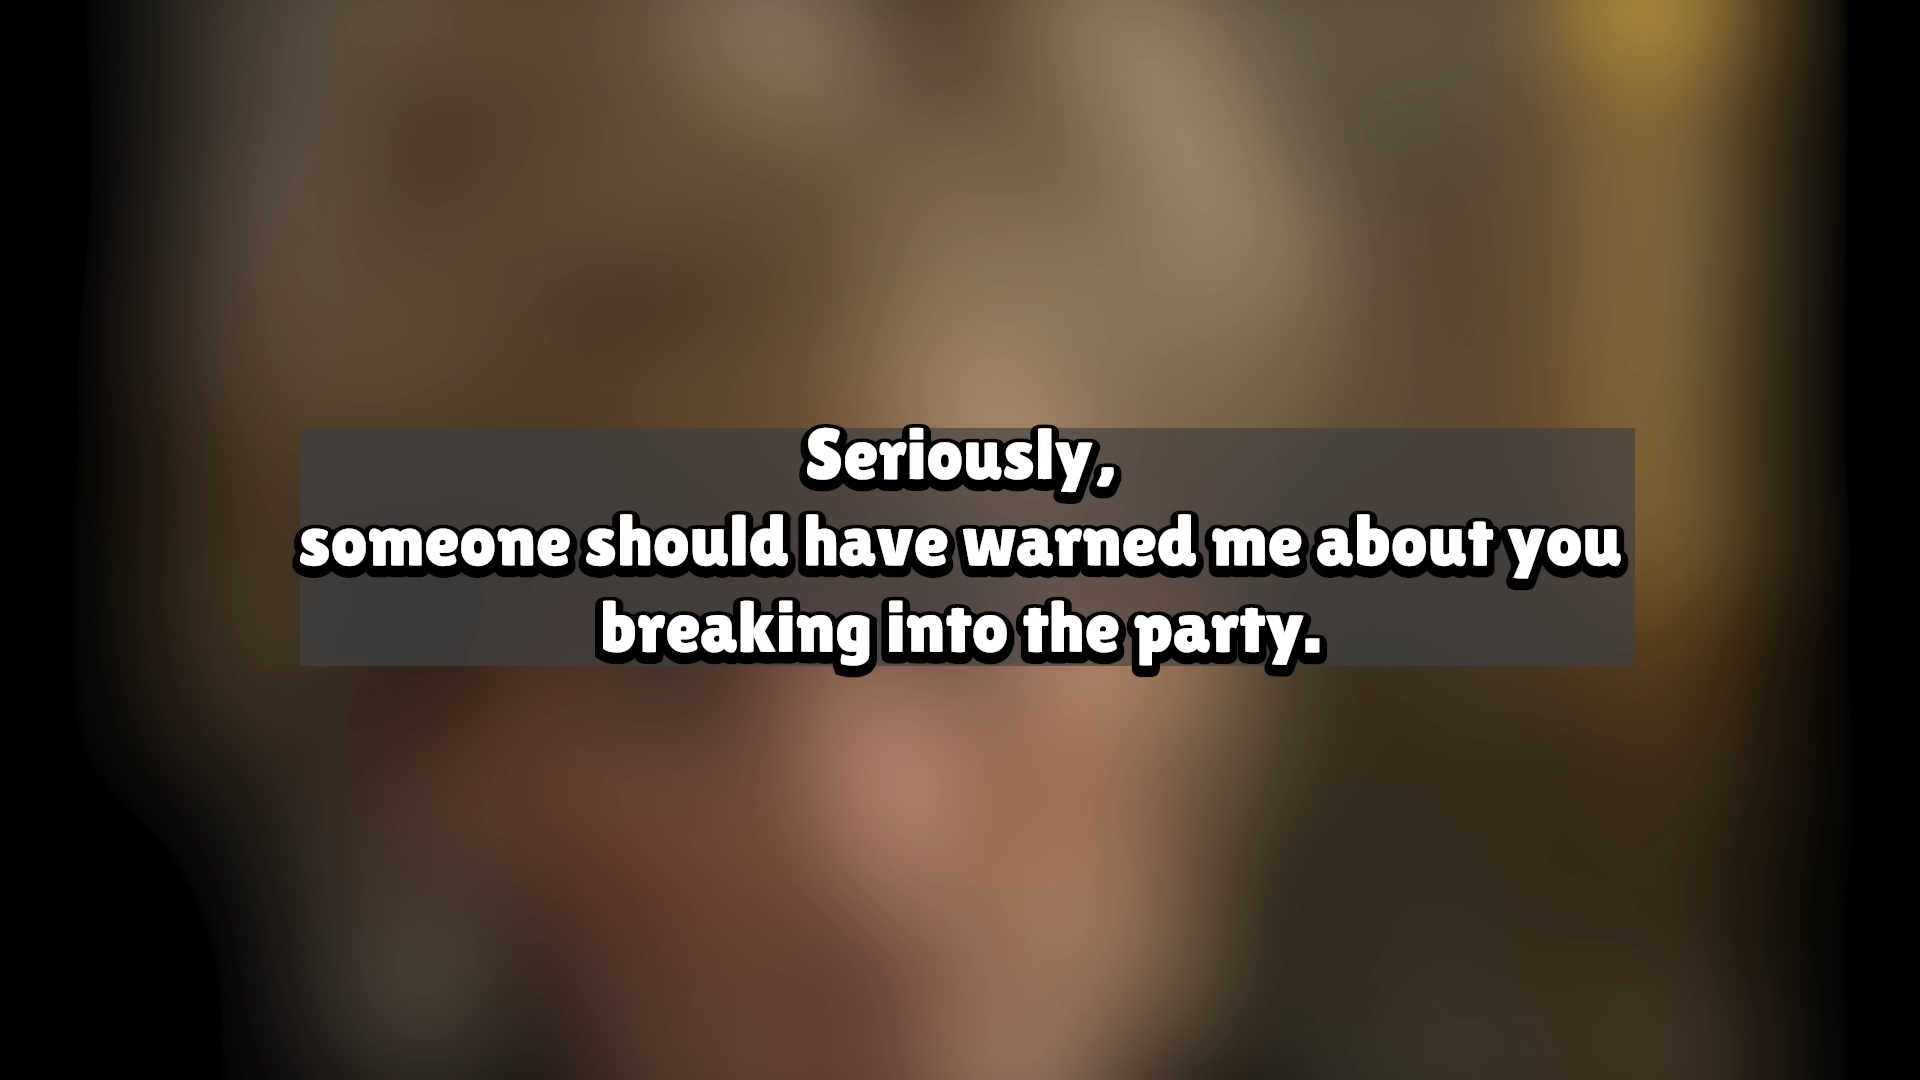 Seriously,
someone should have warned me about you
breaking into the party.